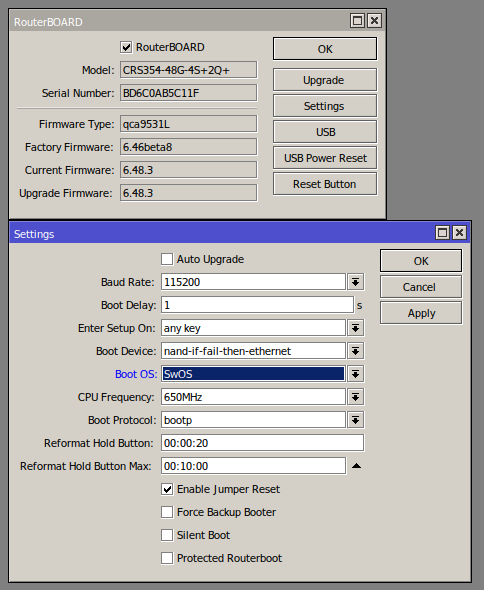 RouterBOARD
RouterBOARD
OK
Model: CRS354-48G-4S+2Q+
Upgrade
Serial Number: BD6C0AB5C11F
Settings
Firmware Type: qca9531L
USB
Factory Firmware: 6.46beta8
USB Power Reset
Current Firmware: 6.48.3
Reset Button
Upgrade Firmware: 6.48.3
Settings
Auto Upgrade
OK
Baud Rate: 115200
Cancel
Boot Delay: 1 s
Apply
Enter Setup On: any key
Boot Device: nand-if-fail-then-ethernet
Boot OS: SwOS
CPU Frequency: 650MHz
Boot Protocol: bootp
Reformat Hold Button: 00:00:20
Reformat Hold Button Max: 00:10:00
Enable Jumper Reset
Force Backup Booter
Silent Boot
Protected Routerboot